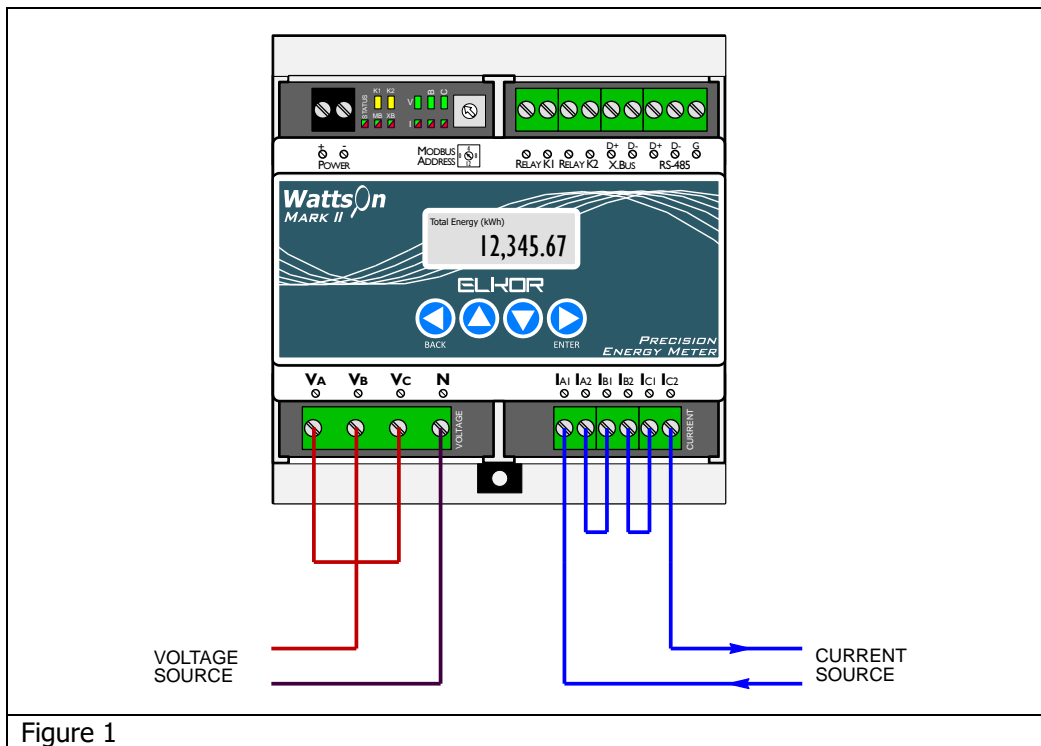 K1 K2
STATUS
V B C
MB XB I
+ -
POWER
MODBUS
ADDRESS
RELAY K1 RELAY K2
D+ D- D+ D- G
X.BUS RS-485
WattsOn
MARK II
Total Energy (kWh)
12,345.67
ELKOR
BACK ENTER
PRECISION
ENERGY METER
VA VB VC N
IA1 IA2 IB1 IB2 IC1 IC2
VOLTAGE
CURRENT
VOLTAGE
SOURCE
CURRENT
SOURCE
Figure 1